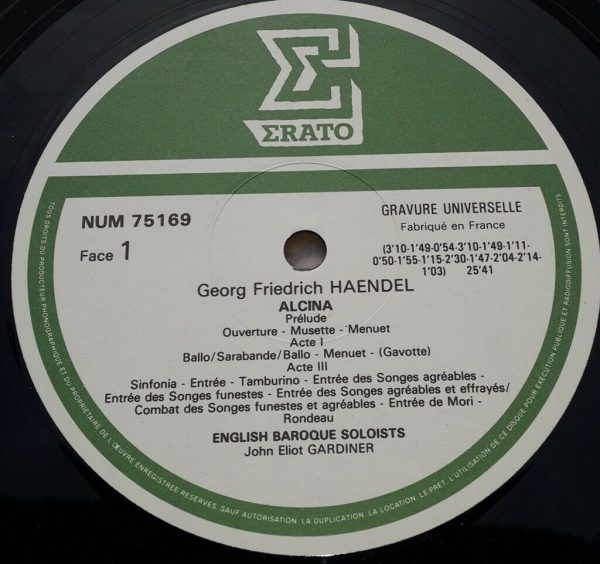 ΣRATO
NUM 75169
Face 1
GRAVURE UNIVERSELLE
Fabriqué en France
(3'10-1'49-0'54-3'10-1'49-1'11-
0'50-1'55-1'15-2'30-1'47-2'04-2'14-
1'03) 25'41
Georg Friedrich HAENDEL
ALCINA
Prélude
Ouverture - Musette - Menuet
Acte I
Ballo/Sarabande/Ballo - Menuet - (Gavotte)
Acte III
Sinfonia - Entrée - Tamburino - Entrée des Songes agréables -
Entrée des Songes funestes - Entrée des Songes agréables et effrayés/
Combat des Songes funestes et agréables - Entrée de Mori -
Rondeau
ENGLISH BAROQUE SOLOISTS
John Eliot GARDINER
TOUS DROITS DU PRODUCTEUR PHONOGRAPHIQUE ET DU PROPRIETAIRE DE L'ŒUVRE ENREGISTREE RESERVES. SAUF AUTORISATION, LA DUPLICATION, LA LOCATION, LE PRET, L'UTILISATION DE CE DISQUE POUR EXECUTION PUBLIQUE ET RADIODIFFUSION SONT INTERDITS